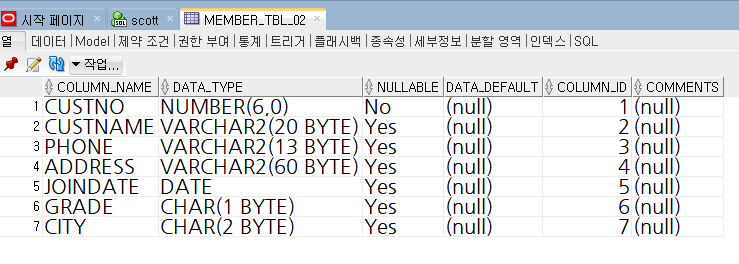 시작 페이지 scott MEMBER_TBL_02
열 데이터 Model 제약 조건 권한 부여 통계 트리거 플래시백 종속성 세부정보 분할 영역 인덱스 SQL
작업...
COLUMN_NAME DATA_TYPE NULLABLE DATA_DEFAULT COLUMN_ID COMMENTS
1 CUSTNO NUMBER(6,0) No (null) 1 (null)
2 CUSTNAME VARCHAR2(20 BYTE) Yes (null) 2 (null)
3 PHONE VARCHAR2(13 BYTE) Yes (null) 3 (null)
4 ADDRESS VARCHAR2(60 BYTE) Yes (null) 4 (null)
5 JOINDATE DATE Yes (null) 5 (null)
6 GRADE CHAR(1 BYTE) Yes (null) 6 (null)
7 CITY CHAR(2 BYTE) Yes (null) 7 (null)